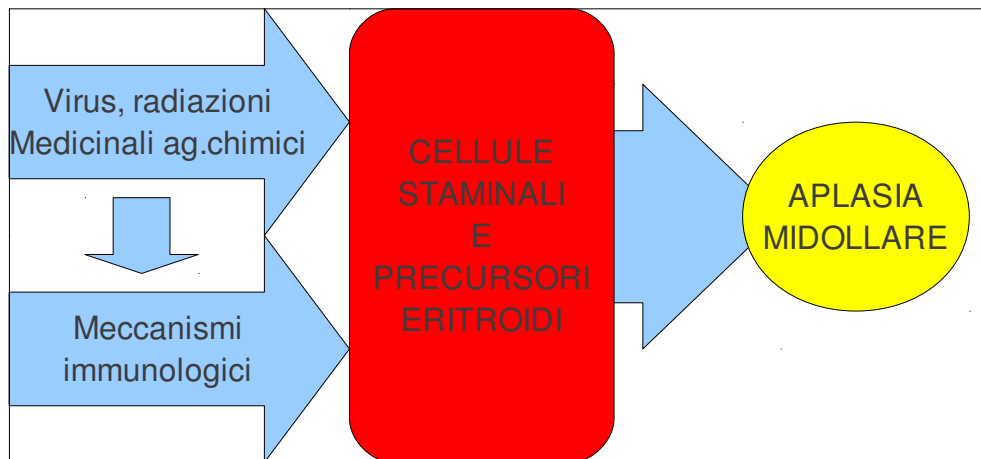 Virus, radiazioni
Medicinali ag.chimici
Meccanismi
immunologici
CELLULE
STAMINALI
E
PRECURSORI
ERITROIDI
APLASIA
MIDOLLARE